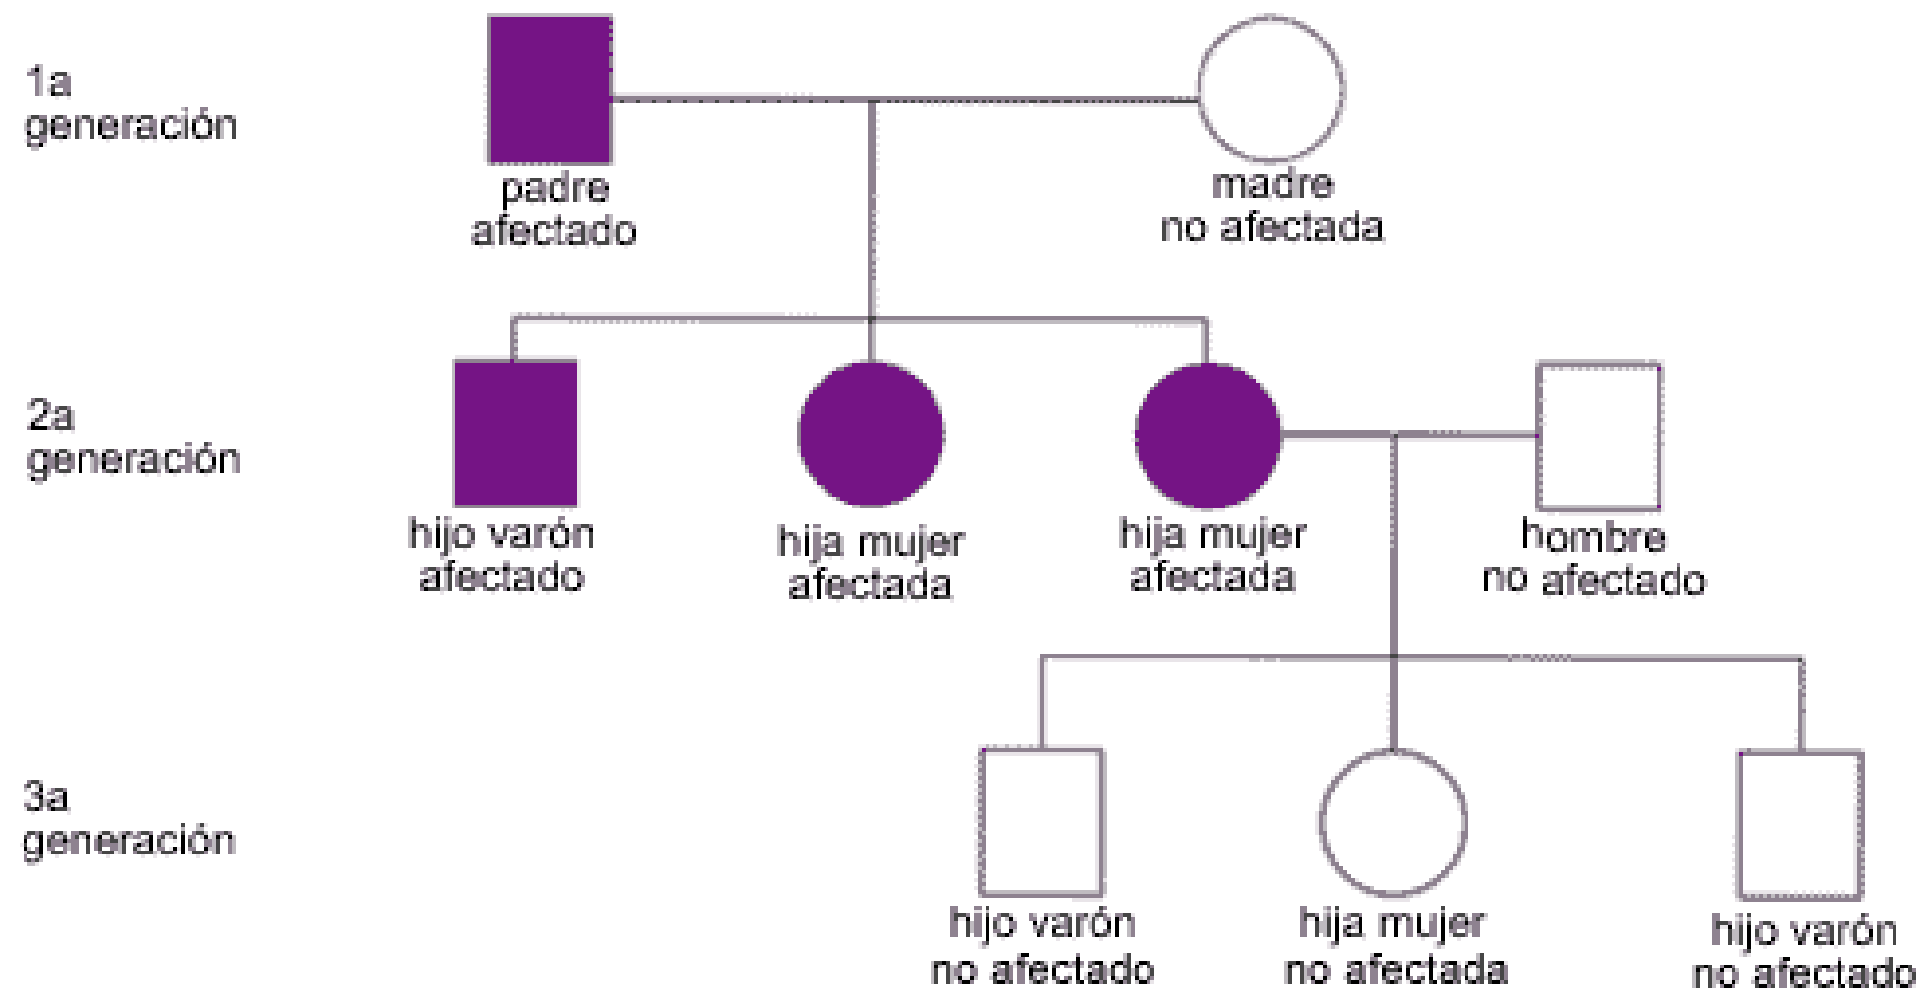 1a
generación
padre
afectado
madre
no afectada
2a
generación
hijo varón
afectado
hija mujer
afectada
hija mujer
afectada
hombre
no afectado
3a
generación
hijo varón
no afectado
hija mujer
no afectada
hijo varón
no afectado